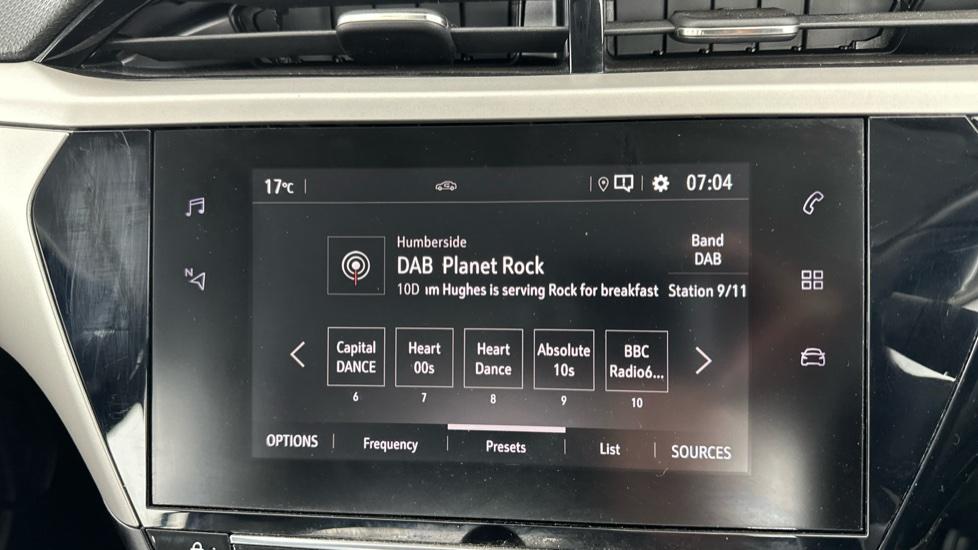 17°C
07:04
Humberside
DAB Planet Rock
10D ım Hughes is serving Rock for breakfast
Band
DAB
Station 9/11
N
Capital
DANCE
Heart
00s
Heart
Dance
Absolute
10s
BBC
Radio6...
6
7
8
9
10
OPTIONS
Frequency
Presets
List
SOURCES